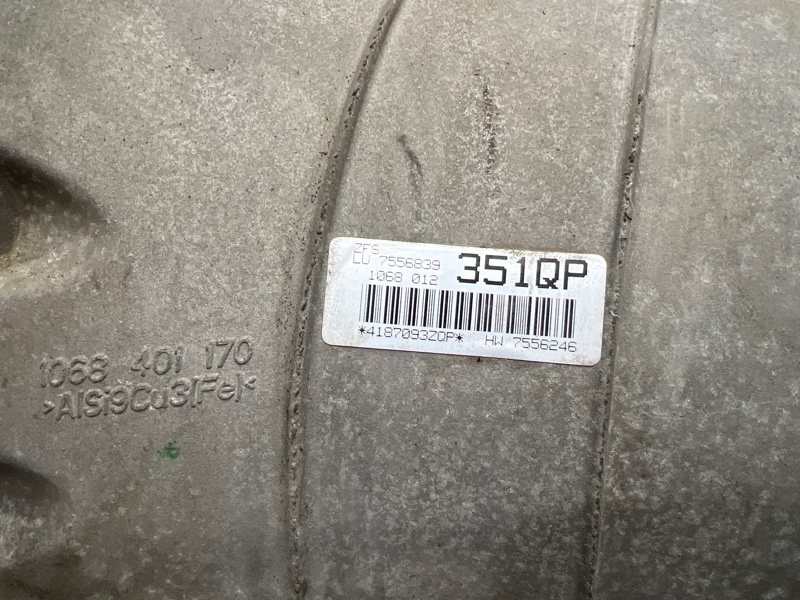 ZFS
LU 7556839
1068 012
351QP
*4187093ZQP* HW 7556246
1068 401 170
>AlSi9Cu3(Fe)<